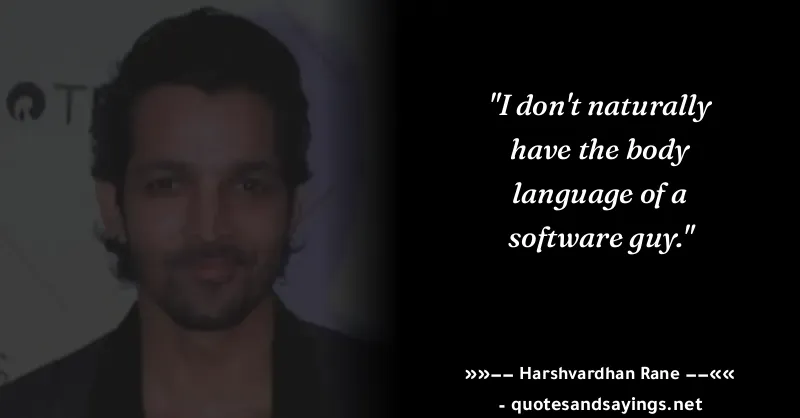 "I don't naturally
have the body
language of a
software guy."
»»−− Harshvardhan Rane −−««
- quotesandsayings.net